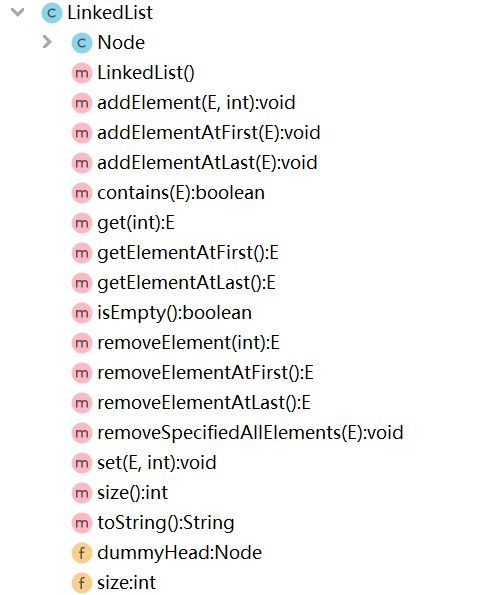 C LinkedList
C Node
m LinkedList()
m addElement(E, int):void
m addElementAtFirst(E):void
m addElementAtLast(E):void
m contains(E):boolean
m get(int):E
m getElementAtFirst():E
m getElementAtLast():E
m isEmpty():boolean
m removeElement(int):E
m removeElementAtFirst():E
m removeElementAtLast():E
m removeSpecifiedAllElements(E):void
m set(E, int):void
m size():int
m toString():String
f dummyHead:Node
f size:int